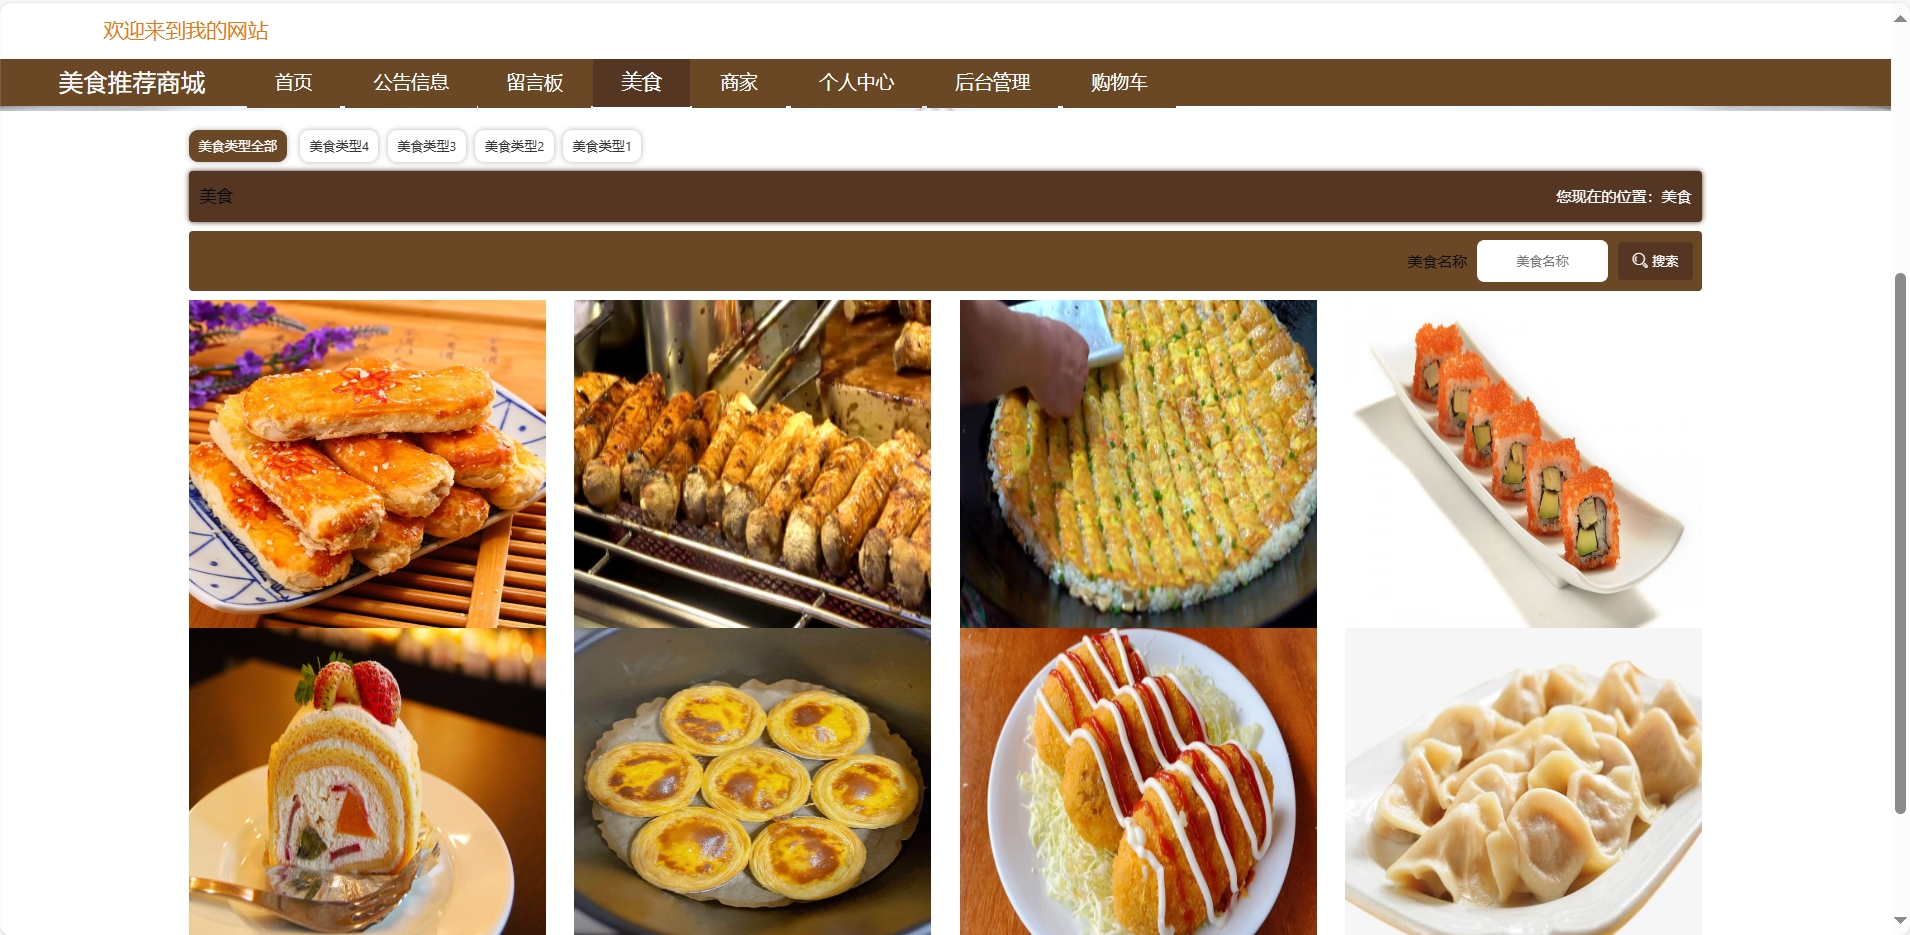 欢迎来到我的网站
美食推荐商城 首页 公告信息 留言板 美食 商家 个人中心 后台管理 购物车
美食类型全部 美食类型4 美食类型3 美食类型2 美食类型1
美食 您现在的位置：美食
美食名称 美食名称 搜索